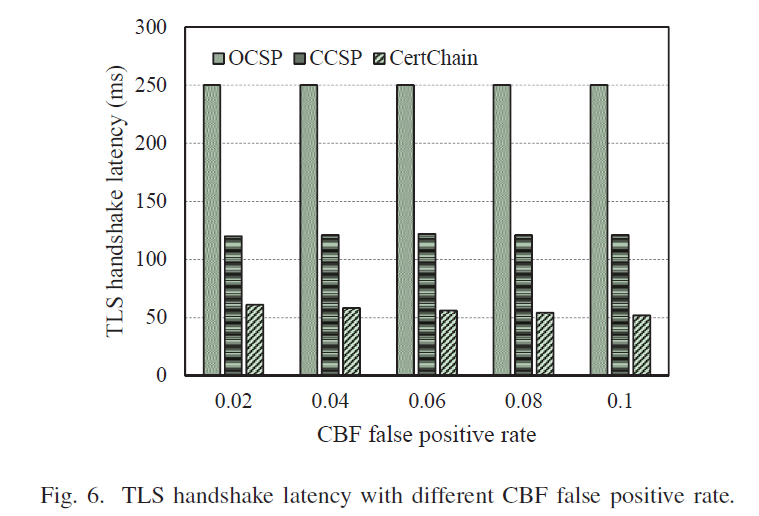 300
OCSP CCSP CertChain
250
200
150
100
50
0
TLS handshake latency (ms)
0.02 0.04 0.06 0.08 0.1
CBF false positive rate
Fig. 6. TLS handshake latency with different CBF false positive rate.